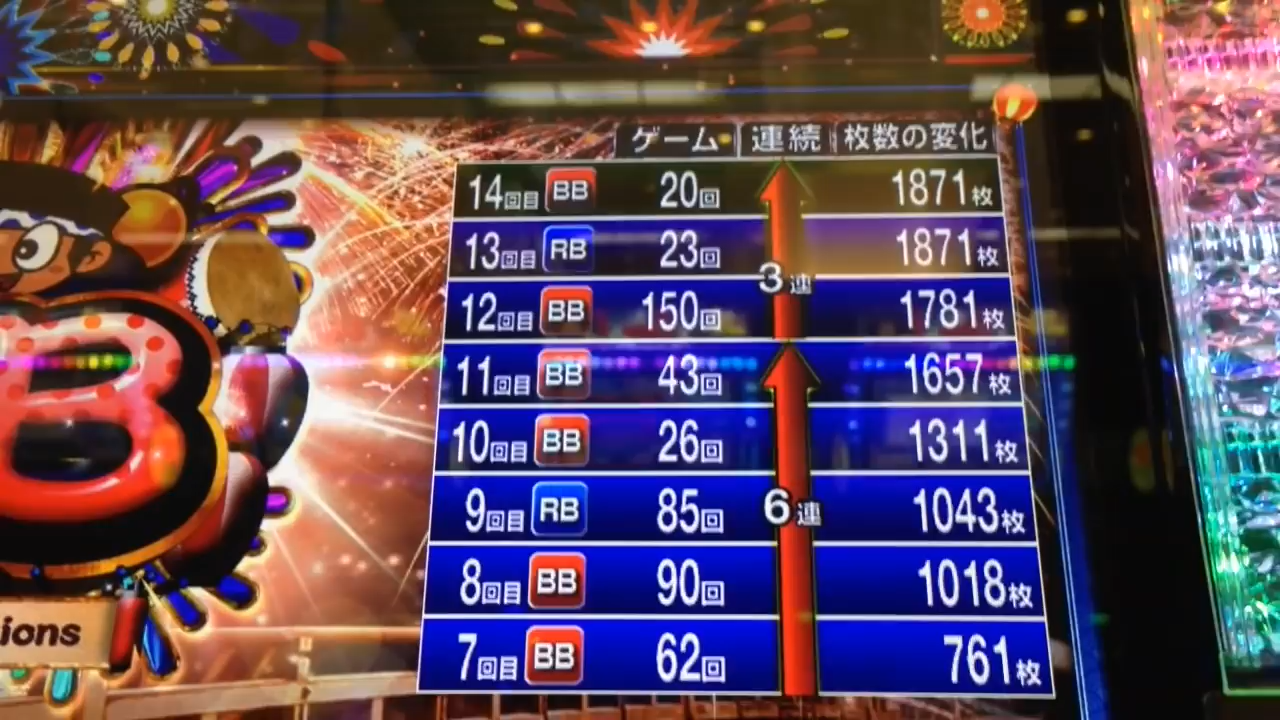 ゲーム 連続 枚数の変化
14回目 BB 20回 1871枚
13回目 RB 23回 1871枚
3連
12回目 BB 150回 1781枚
11回目 BB 43回 1657枚
10回目 BB 26回 1311枚
9回目 RB 85回 6連 1043枚
8回目 BB 90回 1018枚
7回目 BB 62回 761枚
B
ions